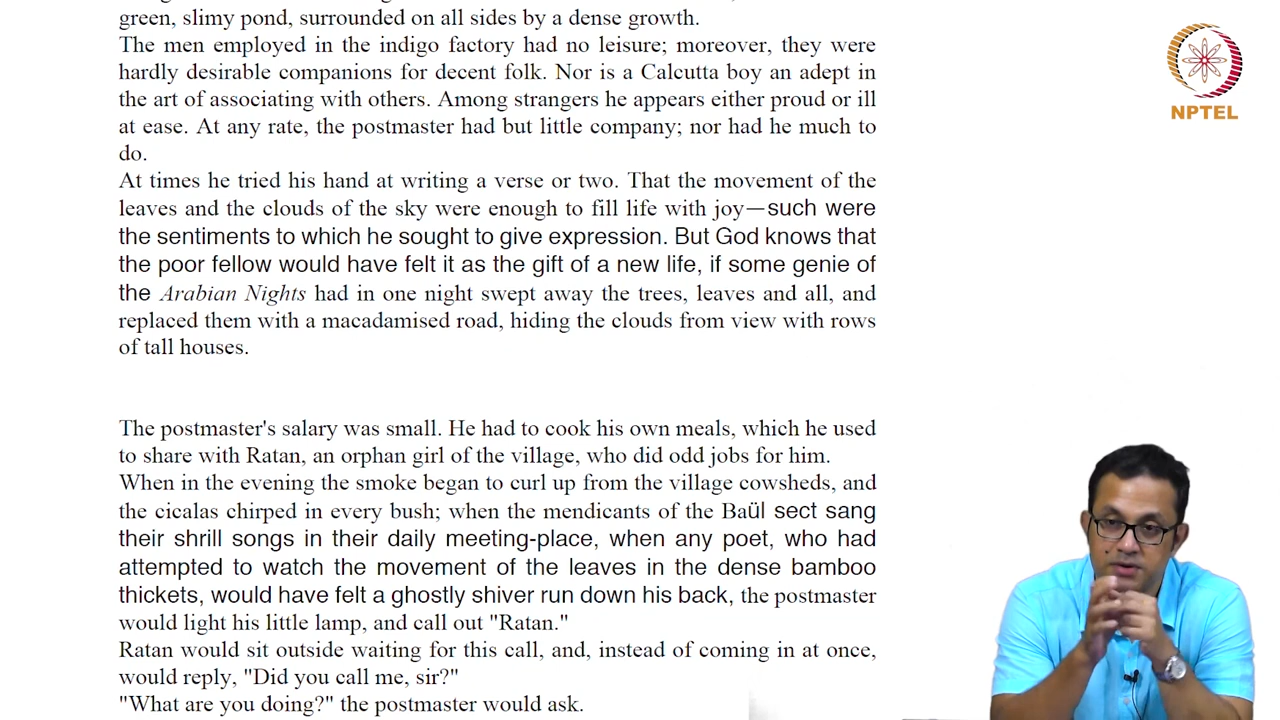 green, slimy pond, surrounded on all sides by a dense growth.
The men employed in the indigo factory had no leisure; moreover, they were
hardly desirable companions for decent folk. Nor is a Calcutta boy an adept in
the art of associating with others. Among strangers he appears either proud or ill
at ease. At any rate, the postmaster had but little company; nor had he much to
do.
At times he tried his hand at writing a verse or two. That the movement of the
leaves and the clouds of the sky were enough to fill life with joy—such were
the sentiments to which he sought to give expression. But God knows that
the poor fellow would have felt it as the gift of a new life, if some genie of
the Arabian Nights had in one night swept away the trees, leaves and all, and
replaced them with a macadamised road, hiding the clouds from view with rows
of tall houses.
The postmaster's salary was small. He had to cook his own meals, which he used
to share with Ratan, an orphan girl of the village, who did odd jobs for him.
When in the evening the smoke began to curl up from the village cowsheds, and
the cicalas chirped in every bush; when the mendicants of the Baül sect sang
their shrill songs in their daily meeting-place, when any poet, who had
attempted to watch the movement of the leaves in the dense bamboo
thickets, would have felt a ghostly shiver run down his back, the postmaster
would light his little lamp, and call out "Ratan."
Ratan would sit outside waiting for this call, and, instead of coming in at once,
would reply, "Did you call me, sir?"
"What are you doing?" the postmaster would ask.
NPTEL